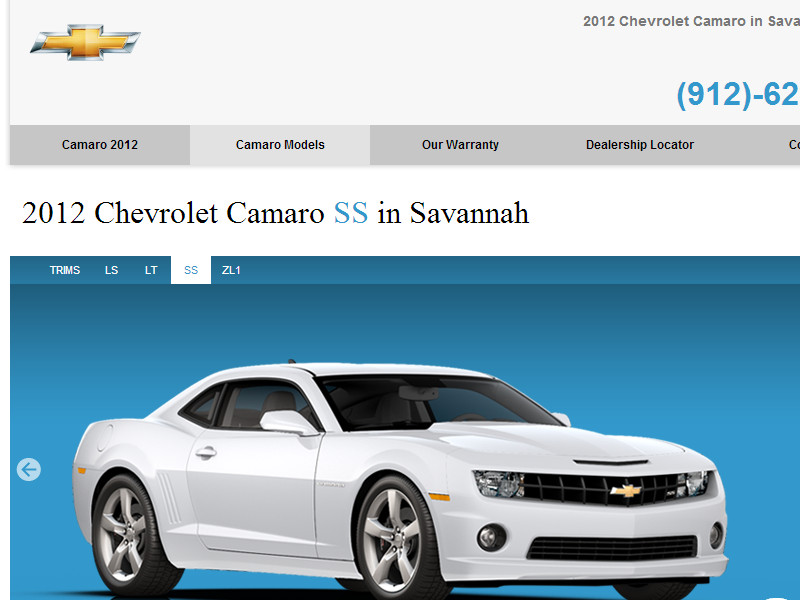 2012 Chevrolet Camaro in Sava
(912)-62
Camaro 2012 Camaro Models Our Warranty Dealership Locator Co
2012 Chevrolet Camaro SS in Savannah
TRIMS LS LT SS ZL1